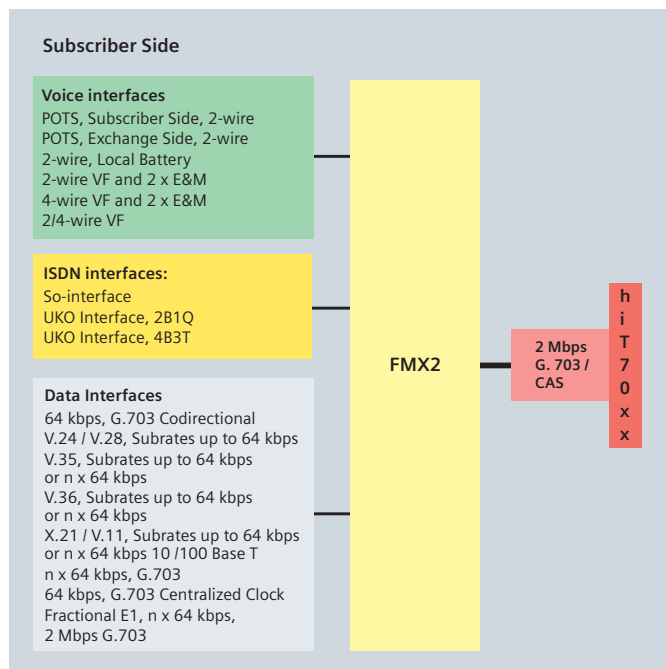 Subscriber Side
Voice interfaces
POTS, Subscriber Side, 2-wire
POTS, Exchange Side, 2-wire
2-wire, Local Battery
2-wire VF and 2 x E&M
4-wire VF and 2 x E&M
2/4-wire VF
ISDN interfaces:
So-interface
UKO Interface, 2B1Q
UKO Interface, 4B3T
Data Interfaces
64 kbps, G.703 Codirectional
V.24 / V.28, Subrates up to 64 kbps
V.35, Subrates up to 64 kbps
or n x 64 kbps
V.36, Subrates up to 64 kbps
or n x 64 kbps
X.21 / V.11, Subrates up to 64 kbps
or n x 64 kbps 10 /100 Base T
n x 64 kbps, G.703
64 kbps, G.703 Centralized Clock
Fractional E1, n x 64 kbps,
2 Mbps G.703
FMX2
2 Mbps
G. 703 /
CAS
h
i
T
7
0
x
x